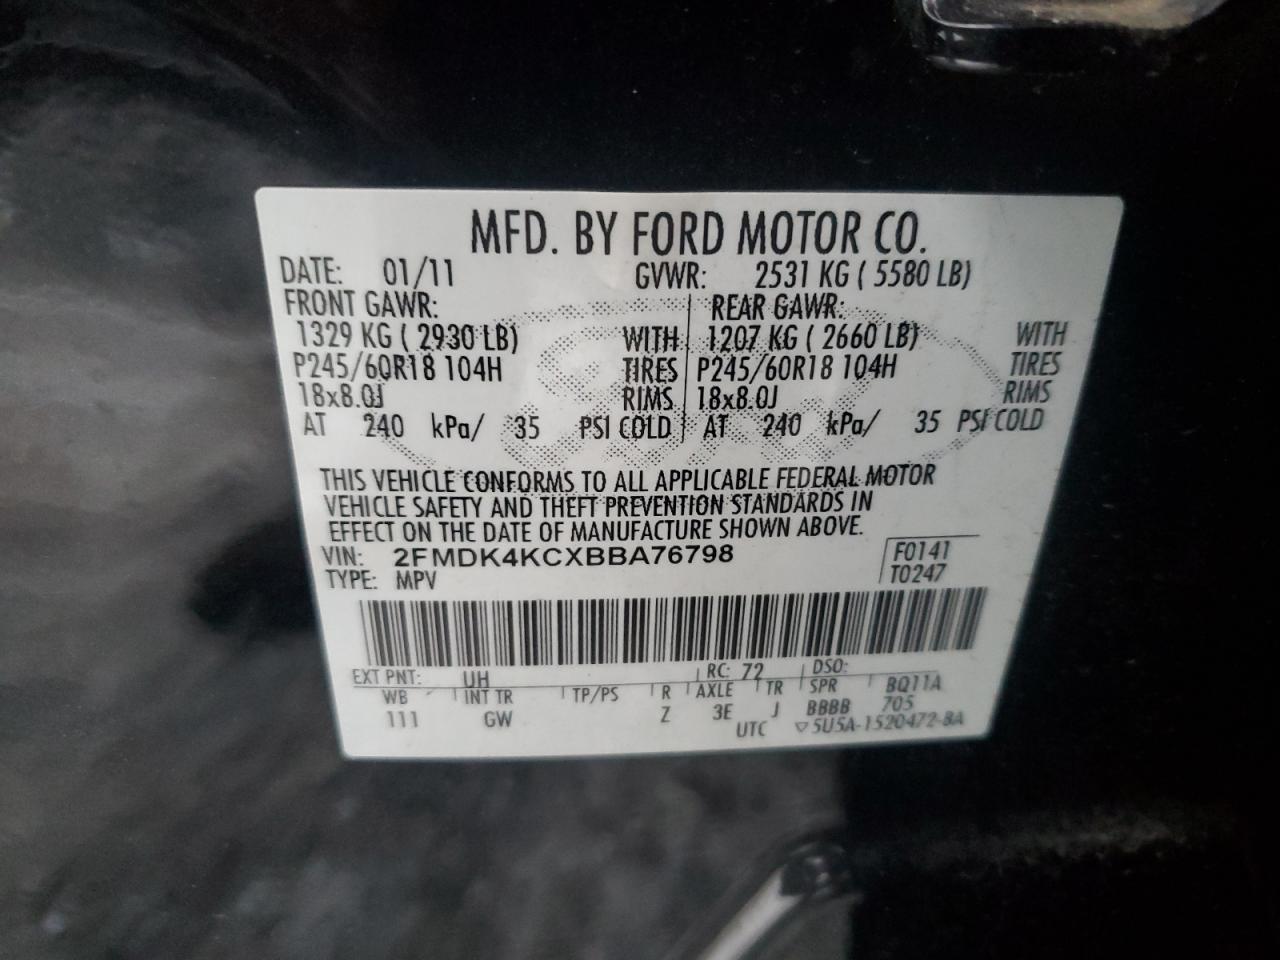 MFD. BY FORD MOTOR CO.
DATE: 01/11 GVWR: 2531 KG ( 5580 LB)
FRONT GAWR: REAR GAWR:
1329 KG ( 2930 LB) WITH 1207 KG ( 2660 LB) WITH
P245/60R18 104H TIRES P245/60R18 104H TIRES
18x8.0J RIMS 18x8.0J RIMS
AT 240 kPa/ 35 PSI COLD AT 240 kPa/ 35 PSI COLD
THIS VEHICLE CONFORMS TO ALL APPLICABLE FEDERAL MOTOR
VEHICLE SAFETY AND THEFT PREVENTION STANDARDS IN
EFFECT ON THE DATE OF MANUFACTURE SHOWN ABOVE.
VIN: 2FMDK4KCXBBA76798 F0141
TYPE: MPV T0247
EXT PNT: UH RC: 72 DSO:
WB INT TR TP/PS R AXLE TR SPR BQ11A
111 GW Z 3E J BBBB 705
UTC ▽5U5A-1520472-BA